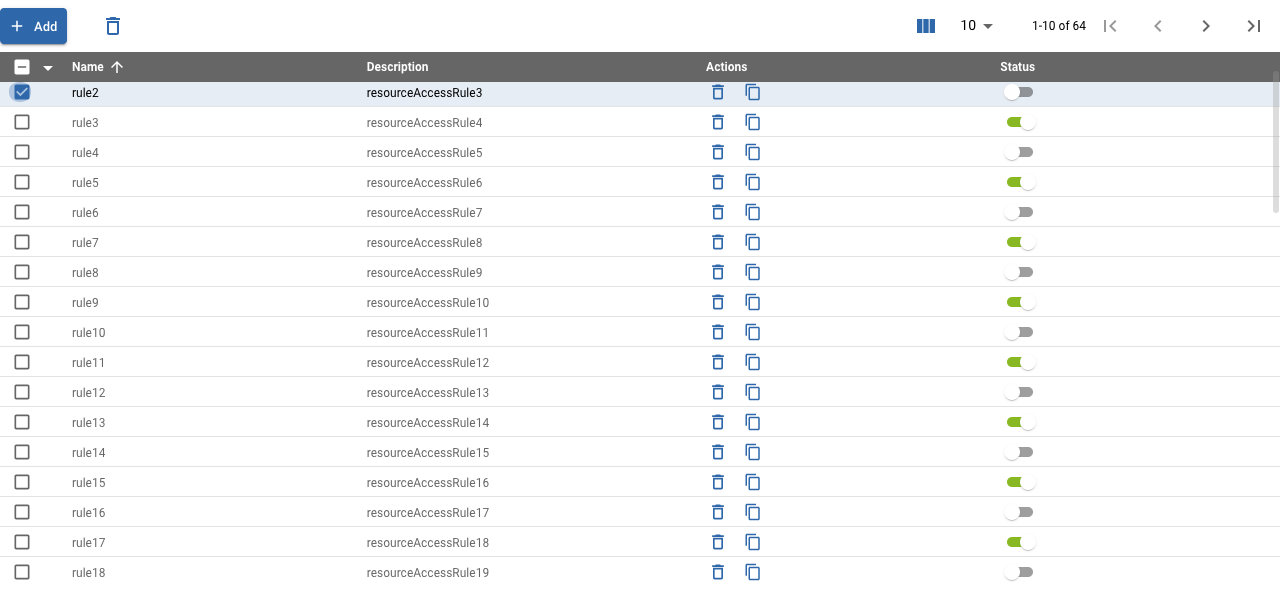 Add 10 1-10 of 64
Name Description Actions Status
rule2 resourceAccessRule3
rule3 resourceAccessRule4
rule4 resourceAccessRule5
rule5 resourceAccessRule6
rule6 resourceAccessRule7
rule7 resourceAccessRule8
rule8 resourceAccessRule9
rule9 resourceAccessRule10
rule10 resourceAccessRule11
rule11 resourceAccessRule12
rule12 resourceAccessRule13
rule13 resourceAccessRule14
rule14 resourceAccessRule15
rule15 resourceAccessRule16
rule16 resourceAccessRule17
rule17 resourceAccessRule18
rule18 resourceAccessRule19